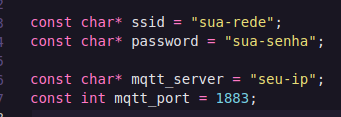 const char* ssid = "sua-rede";
const char* password = "sua-senha";
const char* mqtt_server = "seu-ip";
const int mqtt_port = 1883;